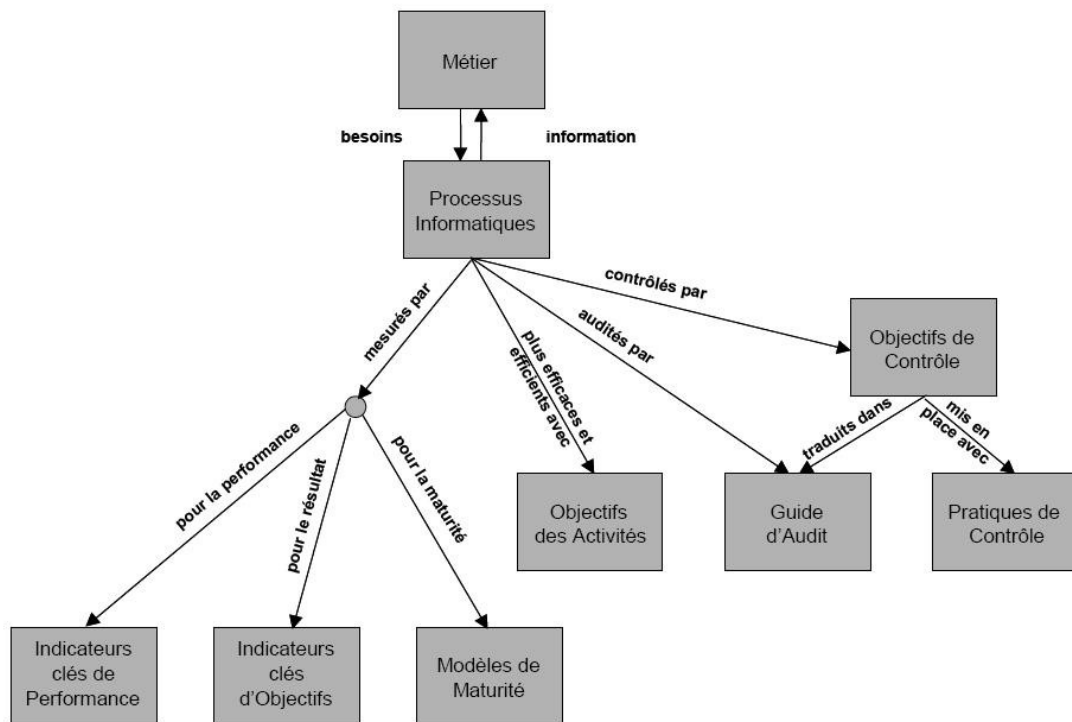 Métier
besoins
information
Processus
Informatiques
contrôlés par
mesurés par
plus efficaces et
efficients avec
audités par
Objectifs de
Contrôle
traduits dans
mis en
place avec
pour la performance
pour le résultat
pour la maturité
Objectifs
des Activités
Guide
d'Audit
Pratiques de
Contrôle
Indicateurs
clés de
Performance
Indicateurs
clés
d'Objectifs
Modèles de
Maturité